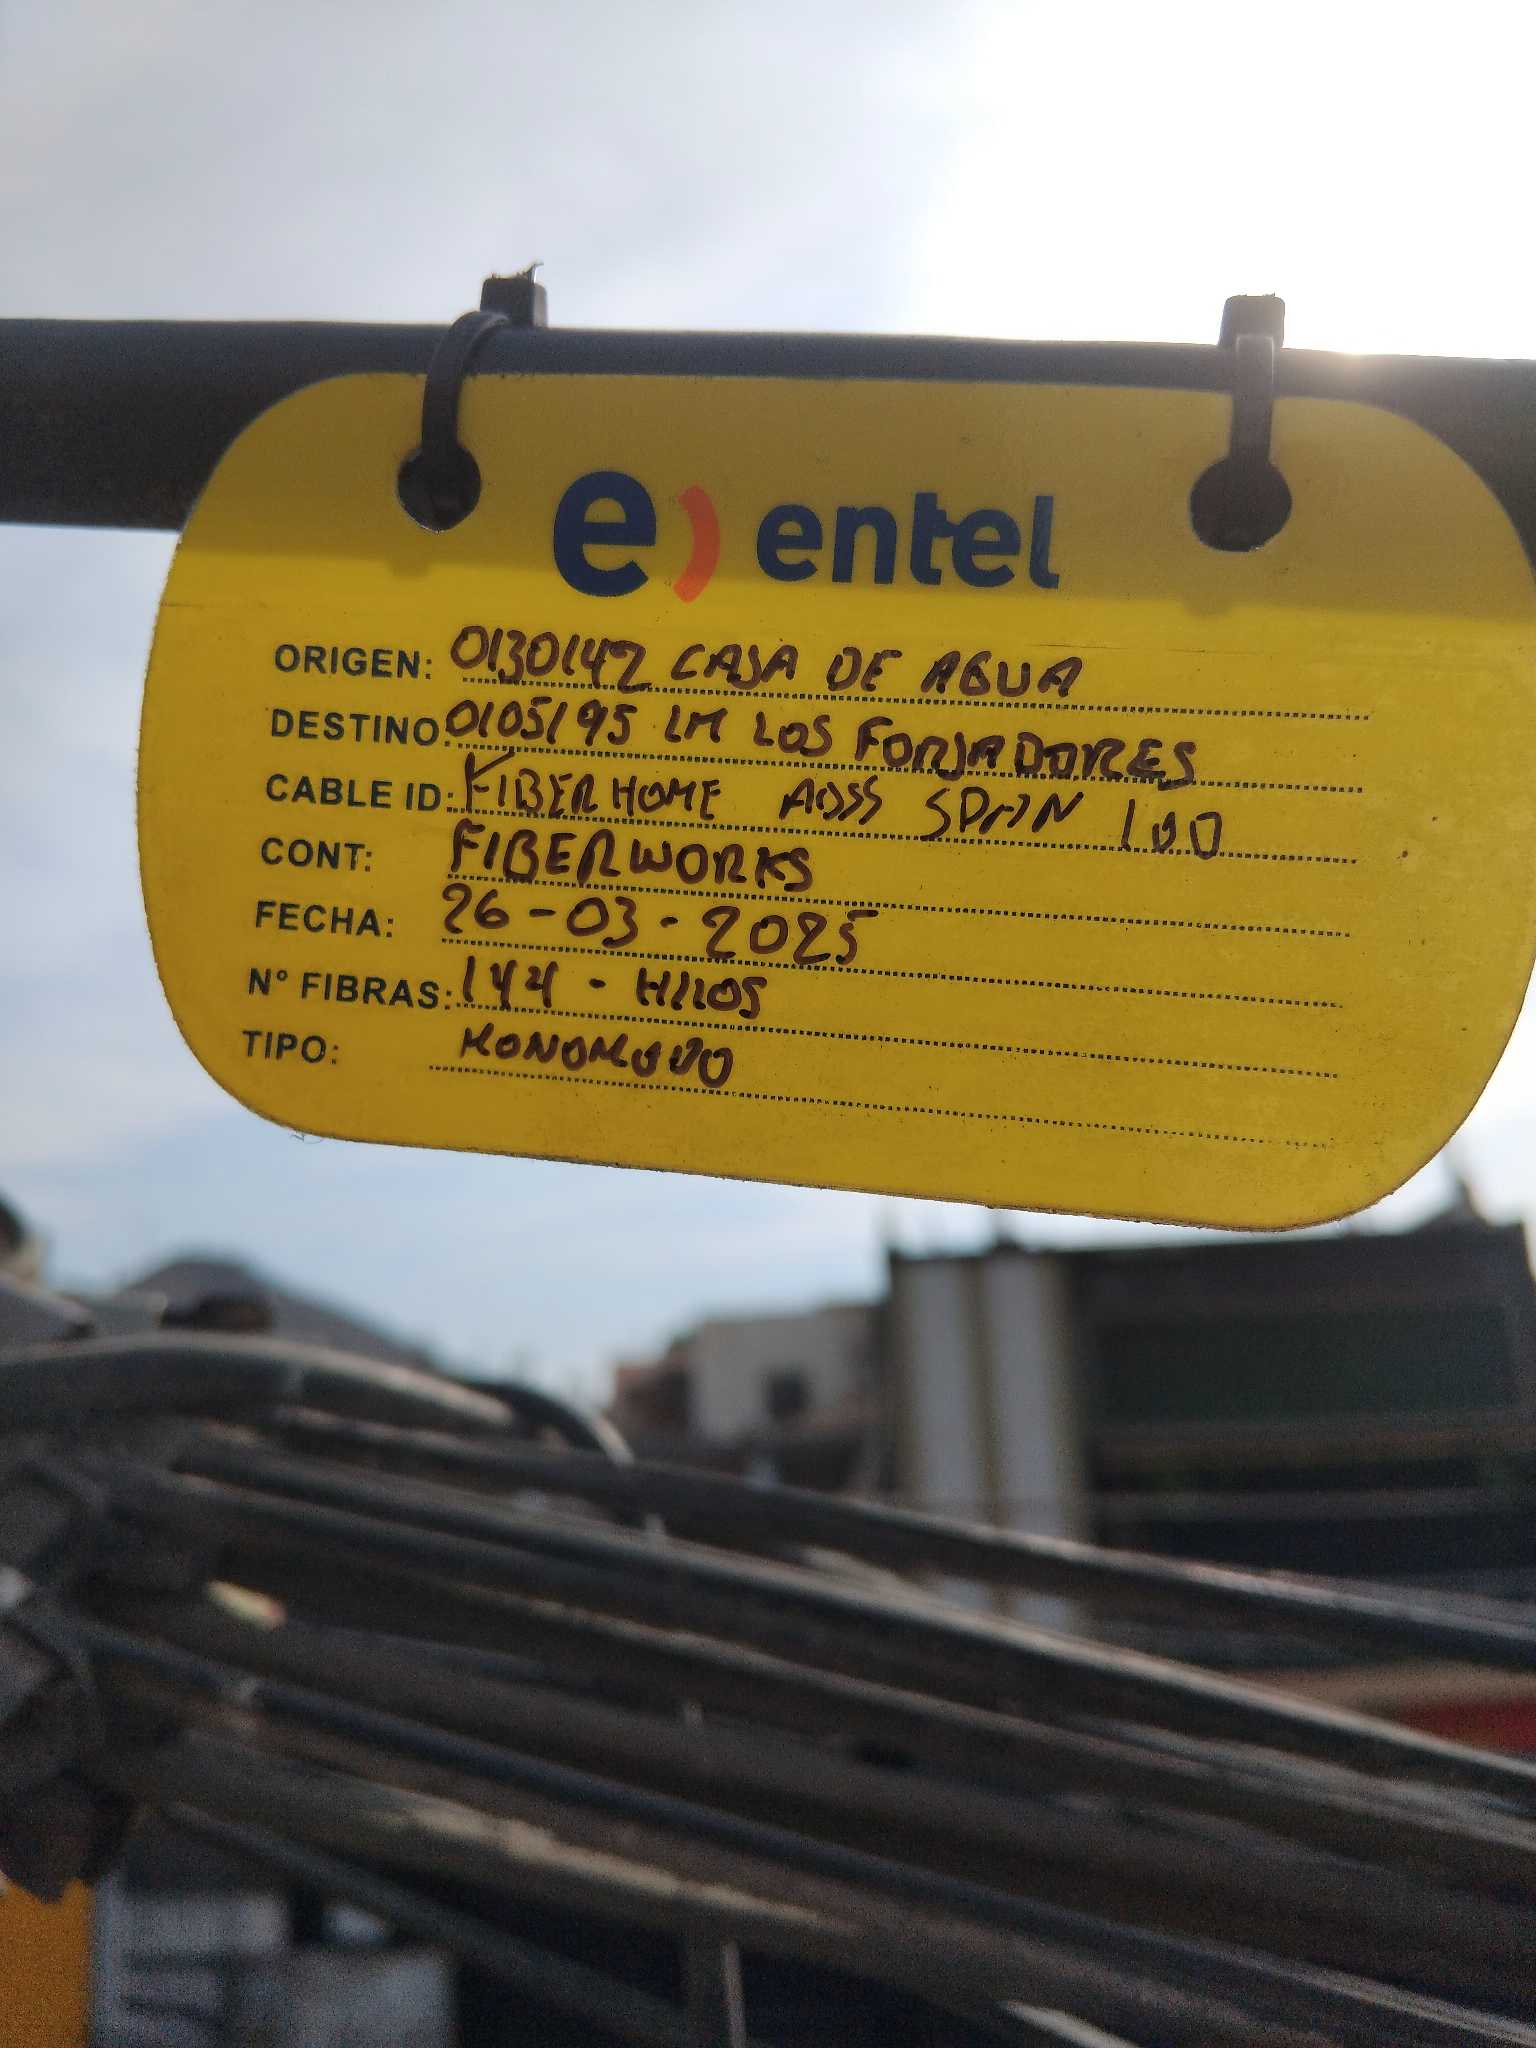 e) entel
ORIGEN: 0130142 CAJA DE AGUA
DESTINO: 0105195 LM LOS FORJADORES
CABLE ID: FIBERHOME ADSS SPAN 100
CONT: FIBERWORKS
FECHA: 26-03-2025
N° FIBRAS: 144 - HILOS
TIPO: MONOMODO